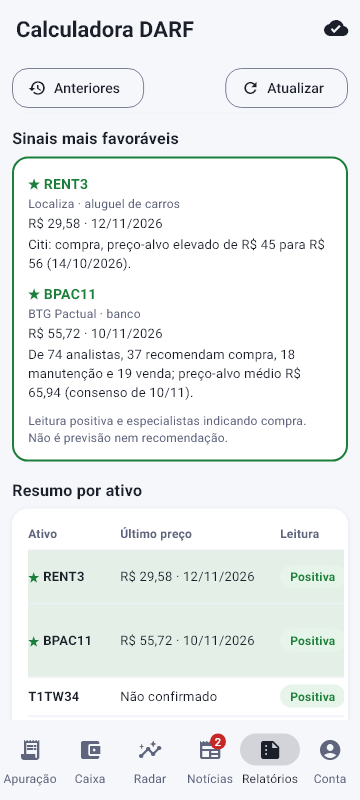 Calculadora DARF
Anteriores
Atualizar
Sinais mais favoráveis
★ RENT3
Localiza · aluguel de carros
R$ 29,58 · 12/11/2026
Citi: compra, preço-alvo elevado de R$ 45 para R$
56 (14/10/2026).
★ BPAC11
BTG Pactual · banco
R$ 55,72 · 10/11/2026
De 74 analistas, 37 recomendam compra, 18
manutenção e 19 venda; preço-alvo médio R$
65,94 (consenso de 10/11).
Leitura positiva e especialistas indicando compra.
Não é previsão nem recomendação.
Resumo por ativo
Ativo Último preço Leitura
★ RENT3 R$ 29,58 · 12/11/2026 Positiva
★ BPAC11 R$ 55,72 · 10/11/2026 Positiva
T1TW34 Não confirmado Positiva
2
Apuração Caixa Radar Notícias Relatórios Conta